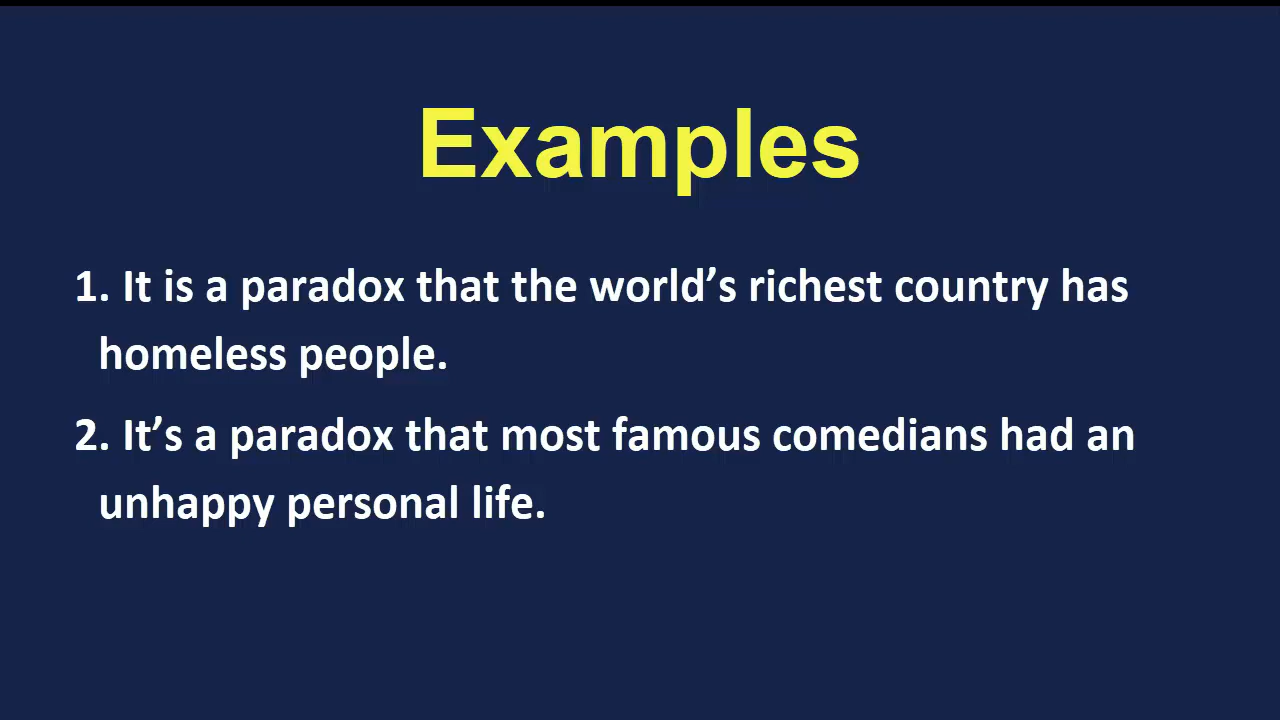 Examples
1. It is a paradox that the world’s richest country has
homeless people.
2. It’s a paradox that most famous comedians had an
unhappy personal life.